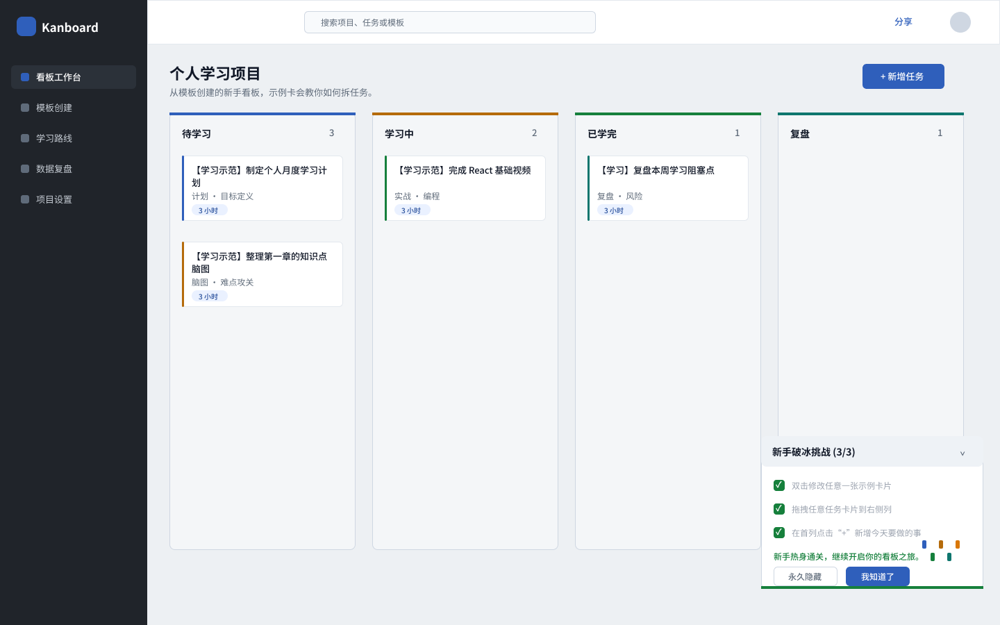 Kanboard
看板工作台
模板创建
学习路线
数据复盘
项目设置
搜索项目、任务或模板
分享
个人学习项目
从模板创建的新手看板，示例卡会教你如何拆任务。
+ 新增任务
待学习 3
【学习示范】制定个人月度学习计
划
计划 · 目标定义
3 小时
【学习示范】整理第一章的知识点
脑图
脑图 · 难点攻关
3 小时
学习中 2
【学习示范】完成 React 基础视频
实战 · 编程
3 小时
已学完 1
【学习】复盘本周学习阻塞点
复盘 · 风险
3 小时
复盘 1
新手破冰挑战 (3/3)
双击修改任意一张示例卡片
拖拽任意任务卡片到右侧列
在首列点击“+”新增今天要做的事
新手热身通关，继续开启你的看板之旅。
永久隐藏
我知道了